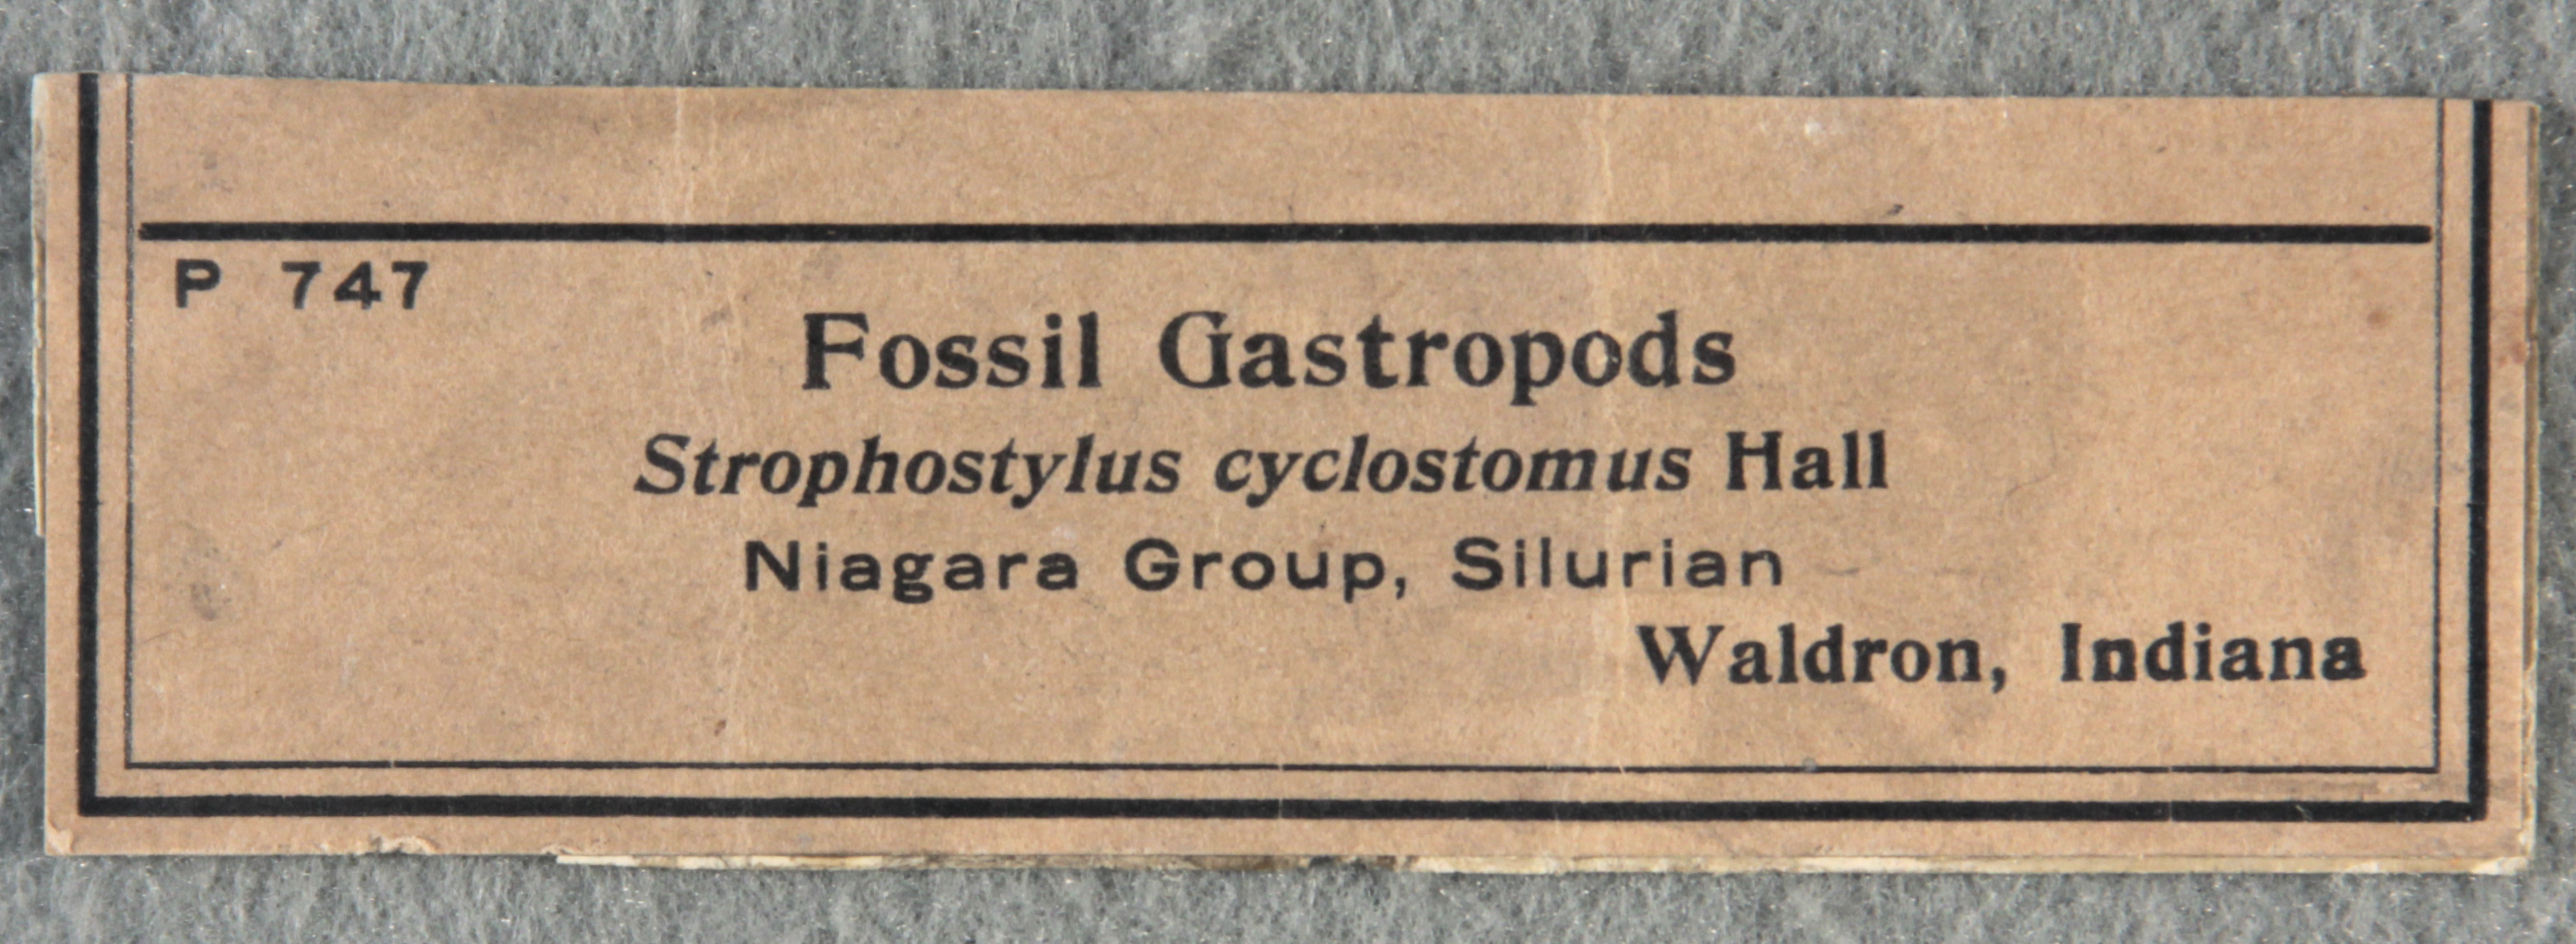 P 747
Fossil Gastropods
Strophostylus cyclostomus Hall
Niagara Group, Silurian
Waldron, Indiana